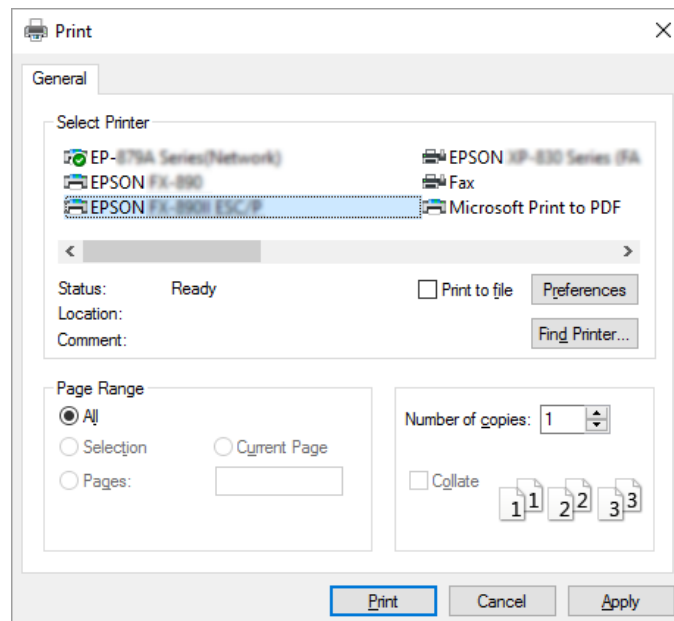 Print
General
Select Printer
EP-
EPSON
EPSON
EPSON
Fax
Microsoft Print to PDF
Status: Ready
Location:
Comment:
Print to file
Preferences
Find Printer...
Page Range
All
Selection
Current Page
Pages:
Number of copies: 1
Collate
1 1 2 2 3 3
Print Cancel Apply